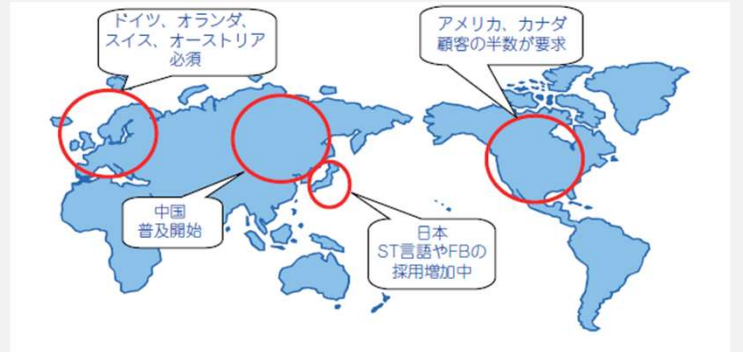 ドイツ、オランダ、
スイス、オーストリア
必須
アメリカ、カナダ
顧客の半数が要求
中国
普及開始
日本
ST言語やFBの
採用増加中